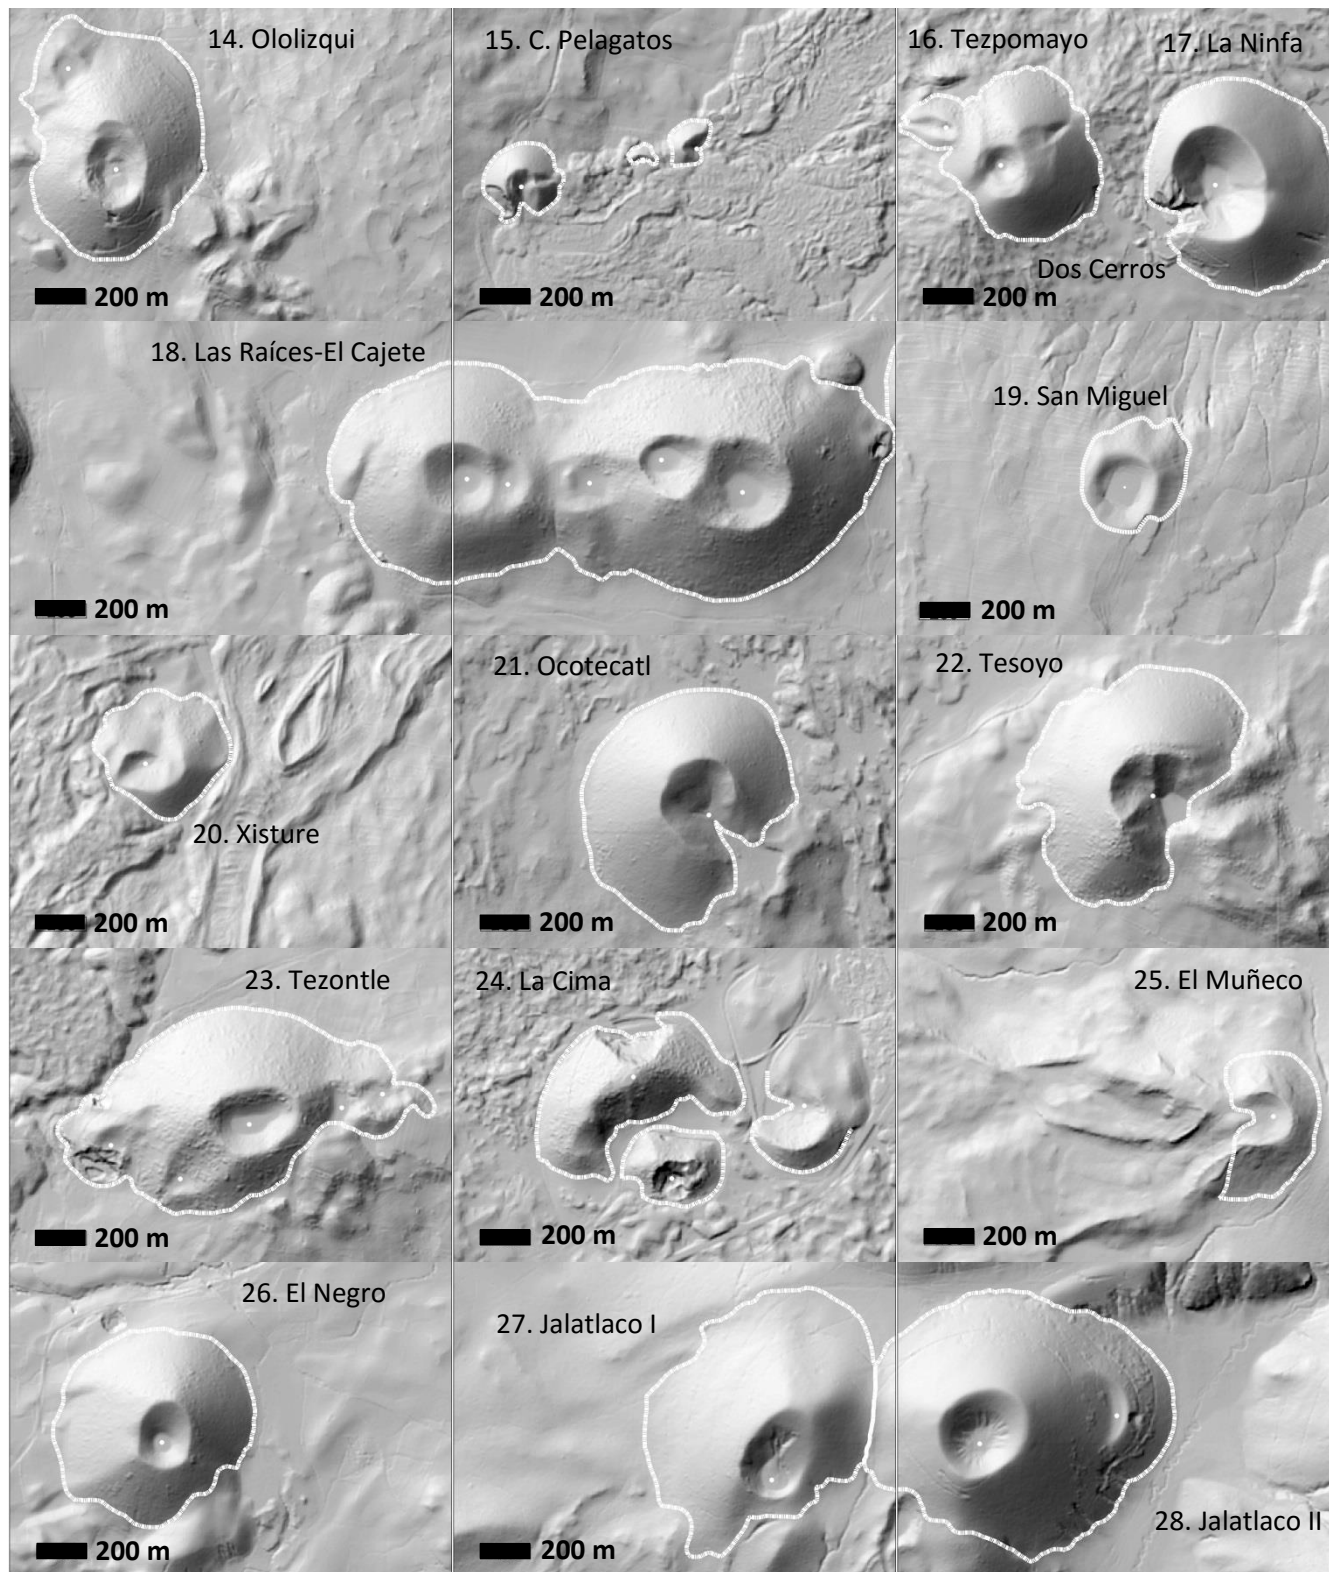 14. Ololizqui
15. C. Pelagatos
16. Tezpomayo
17. La Ninfa
Dos Cerros
200 m
200 m
200 m
18. Las Raíces-El Cajete
19. San Miguel
200 m
200 m
20. Xisture
21. Ocotecatl
22. Tesoyo
200 m
200 m
200 m
23. Tezontle
24. La Cima
25. El Muñeco
200 m
200 m
200 m
26. El Negro
27. Jalatlaco I
28. Jalatlaco II
200 m
200 m